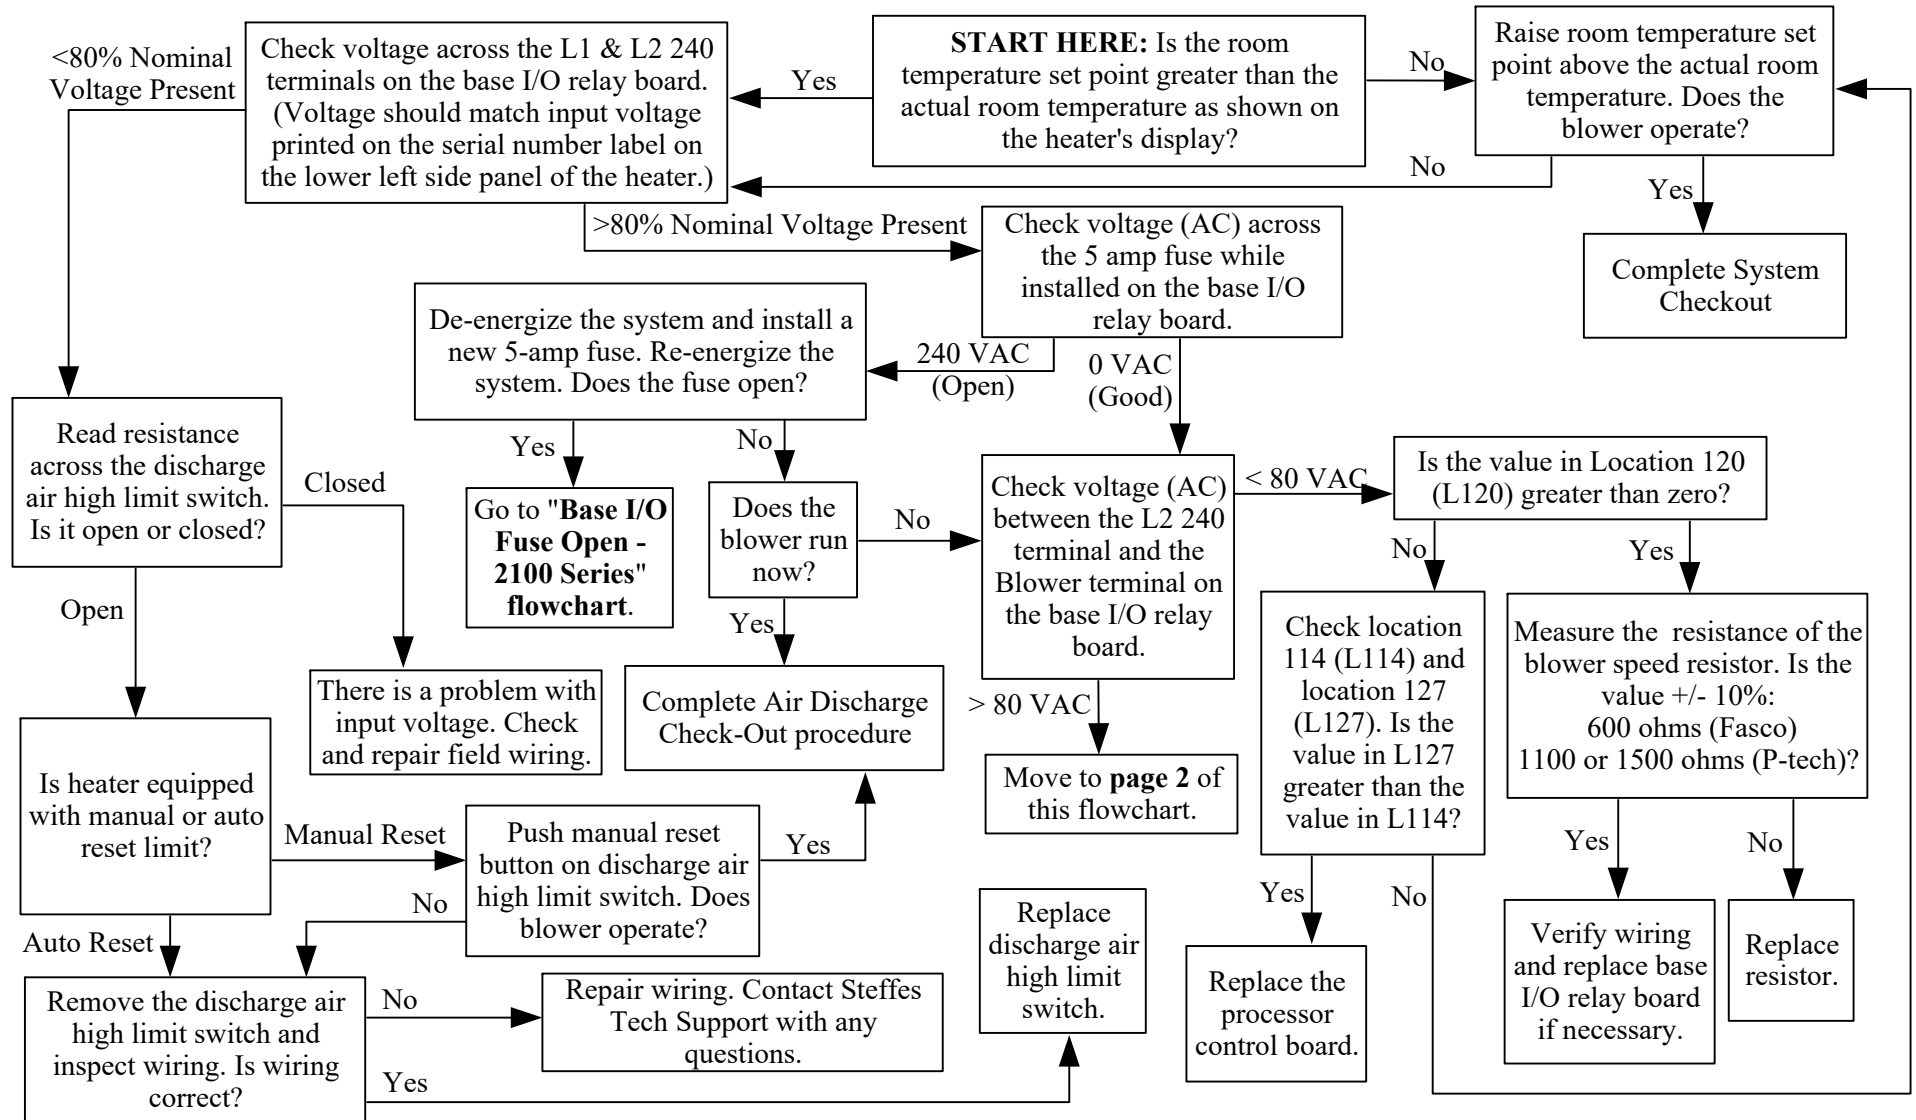 <80% Nominal
Voltage Present
Check voltage across the L1 & L2 240
terminals on the base I/O relay board.
(Voltage should match input voltage
printed on the serial number label on
the lower left side panel of the heater.)
Yes
START HERE: Is the room
temperature set point greater than the
actual room temperature as shown on
the heater's display?
No
Raise room temperature set
point above the actual room
temperature. Does the
blower operate?
No
Yes
Complete System
Checkout
>80% Nominal Voltage Present
Check voltage (AC) across
the 5 amp fuse while
installed on the base I/O
relay board.
De-energize the system and install a
new 5-amp fuse. Re-energize the
system. Does the fuse open?
240 VAC
(Open)
0 VAC
(Good)
Read resistance
across the discharge
air high limit switch.
Is it open or closed?
Closed
Open
Yes
No
Go to "Base I/O
Fuse Open -
2100 Series"
flowchart.
Does the
blower run
now?
No
Yes
Check voltage (AC)
between the L2 240
terminal and the
Blower terminal on
the base I/O relay
board.
< 80 VAC
> 80 VAC
Is the value in Location 120
(L120) greater than zero?
No
Yes
Check location
114 (L114) and
location 127
(L127). Is the
value in L127
greater than the
value in L114?
Measure the resistance of the
blower speed resistor. Is the
value +/- 10%:
600 ohms (Fasco)
1100 or 1500 ohms (P-tech)?
There is a problem with
input voltage. Check
and repair field wiring.
Complete Air Discharge
Check-Out procedure
Move to page 2 of
this flowchart.
Is heater equipped
with manual or auto
reset limit?
Manual Reset
Push manual reset
button on discharge air
high limit switch. Does
blower operate?
Yes
No
Auto Reset
Yes
No
Yes
No
Replace
discharge air
high limit
switch.
Replace the
processor
control board.
Verify wiring
and replace base
I/O relay board
if necessary.
Replace
resistor.
Remove the discharge air
high limit switch and
inspect wiring. Is wiring
correct?
No
Repair wiring. Contact Steffes
Tech Support with any
questions.
Yes